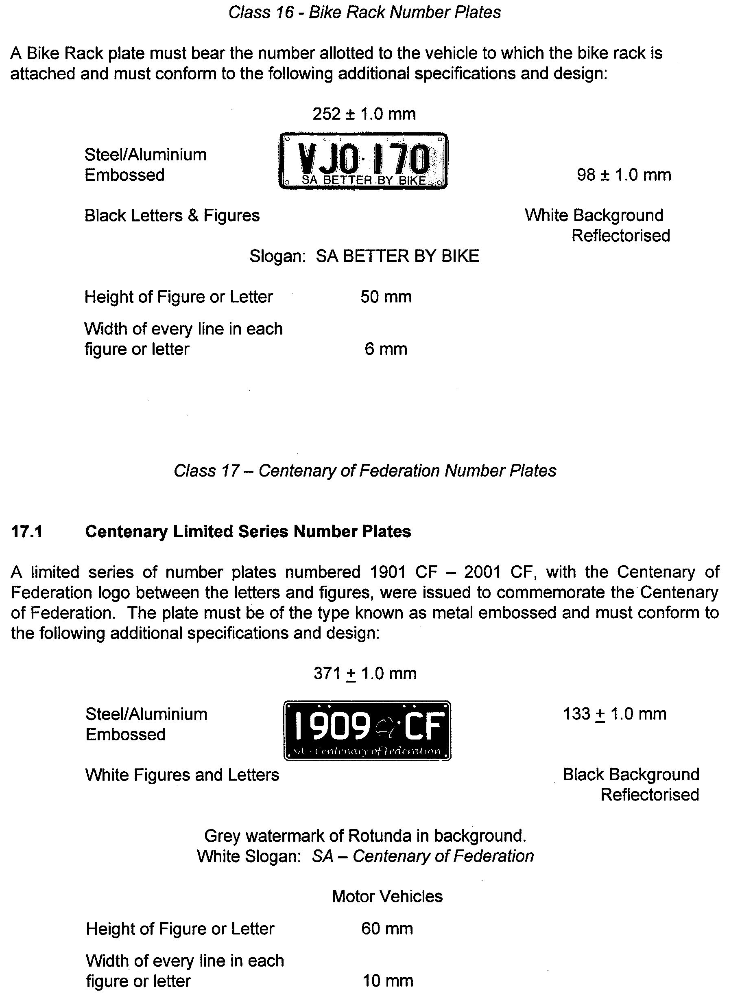 Class 16 - Bike Rack Number Plates
A Bike Rack plate must bear the number allotted to the vehicle to which the bike rack is
attached and must conform to the following additional specifications and design:
252 ± 1.0 mm
Steel/Aluminium
Embossed
VJO·170
SA BETTER BY BIKE
98 ± 1.0 mm
Black Letters & Figures
White Background
Reflectorised
Slogan: SA BETTER BY BIKE
Height of Figure or Letter 50 mm
Width of every line in each
figure or letter 6 mm
Class 17 – Centenary of Federation Number Plates
17.1 Centenary Limited Series Number Plates
A limited series of number plates numbered 1901 CF – 2001 CF, with the Centenary of
Federation logo between the letters and figures, were issued to commemorate the Centenary
of Federation. The plate must be of the type known as metal embossed and must conform to
the following additional specifications and design:
371 ± 1.0 mm
Steel/Aluminium
Embossed
1909 CF
SA - Centenary of Federation
133 ± 1.0 mm
White Figures and Letters
Black Background
Reflectorised
Grey watermark of Rotunda in background.
White Slogan: SA – Centenary of Federation
Motor Vehicles
Height of Figure or Letter 60 mm
Width of every line in each
figure or letter 10 mm